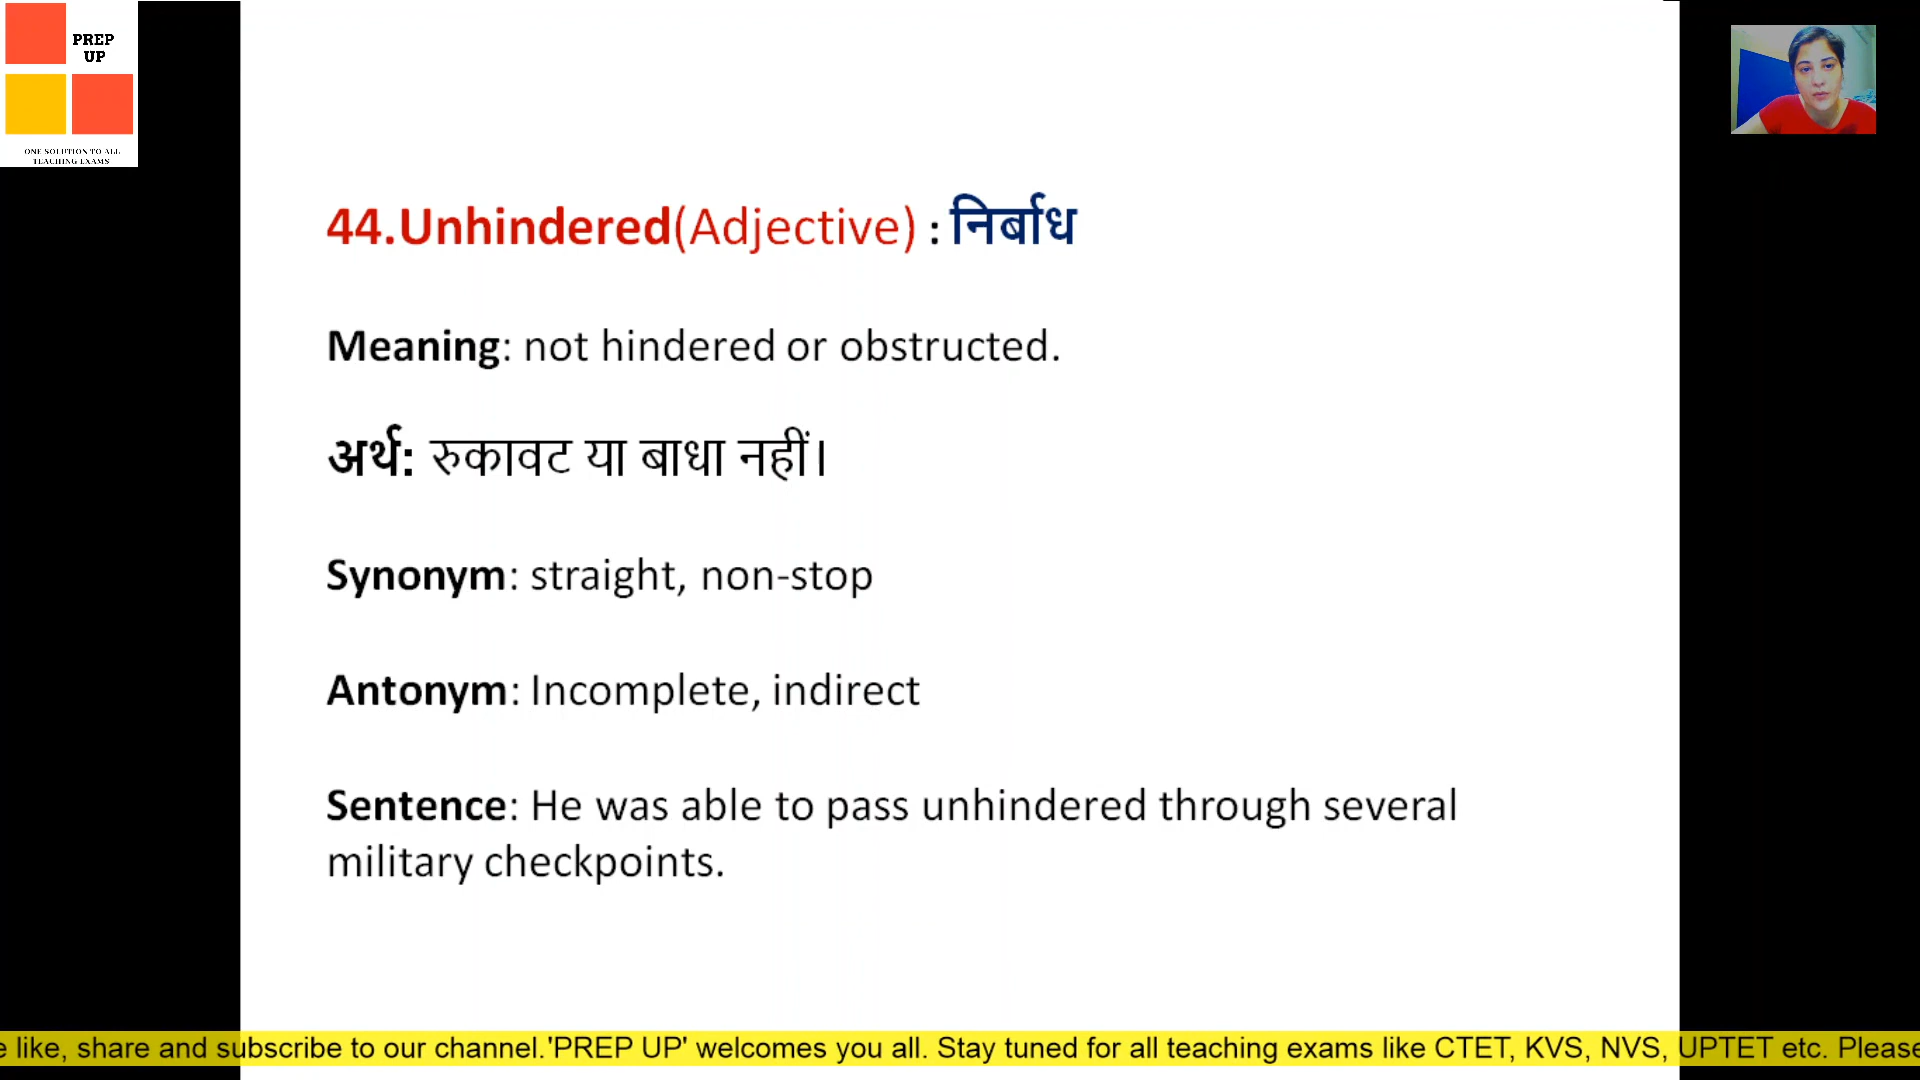 PREP
UP
ONE SOLUTION TO ALL
TEACHING EXAMS
44.Unhindered(Adjective) : निर्बाध
Meaning: not hindered or obstructed.
अर्थ: रुकावट या बाधा नहीं।
Synonym: straight, non-stop
Antonym: Incomplete, indirect
Sentence: He was able to pass unhindered through several
military checkpoints.
e like, share and subscribe to our channel.'PREP UP' welcomes you all. Stay tuned for all teaching exams like CTET, KVS, NVS, UPTET etc. Please